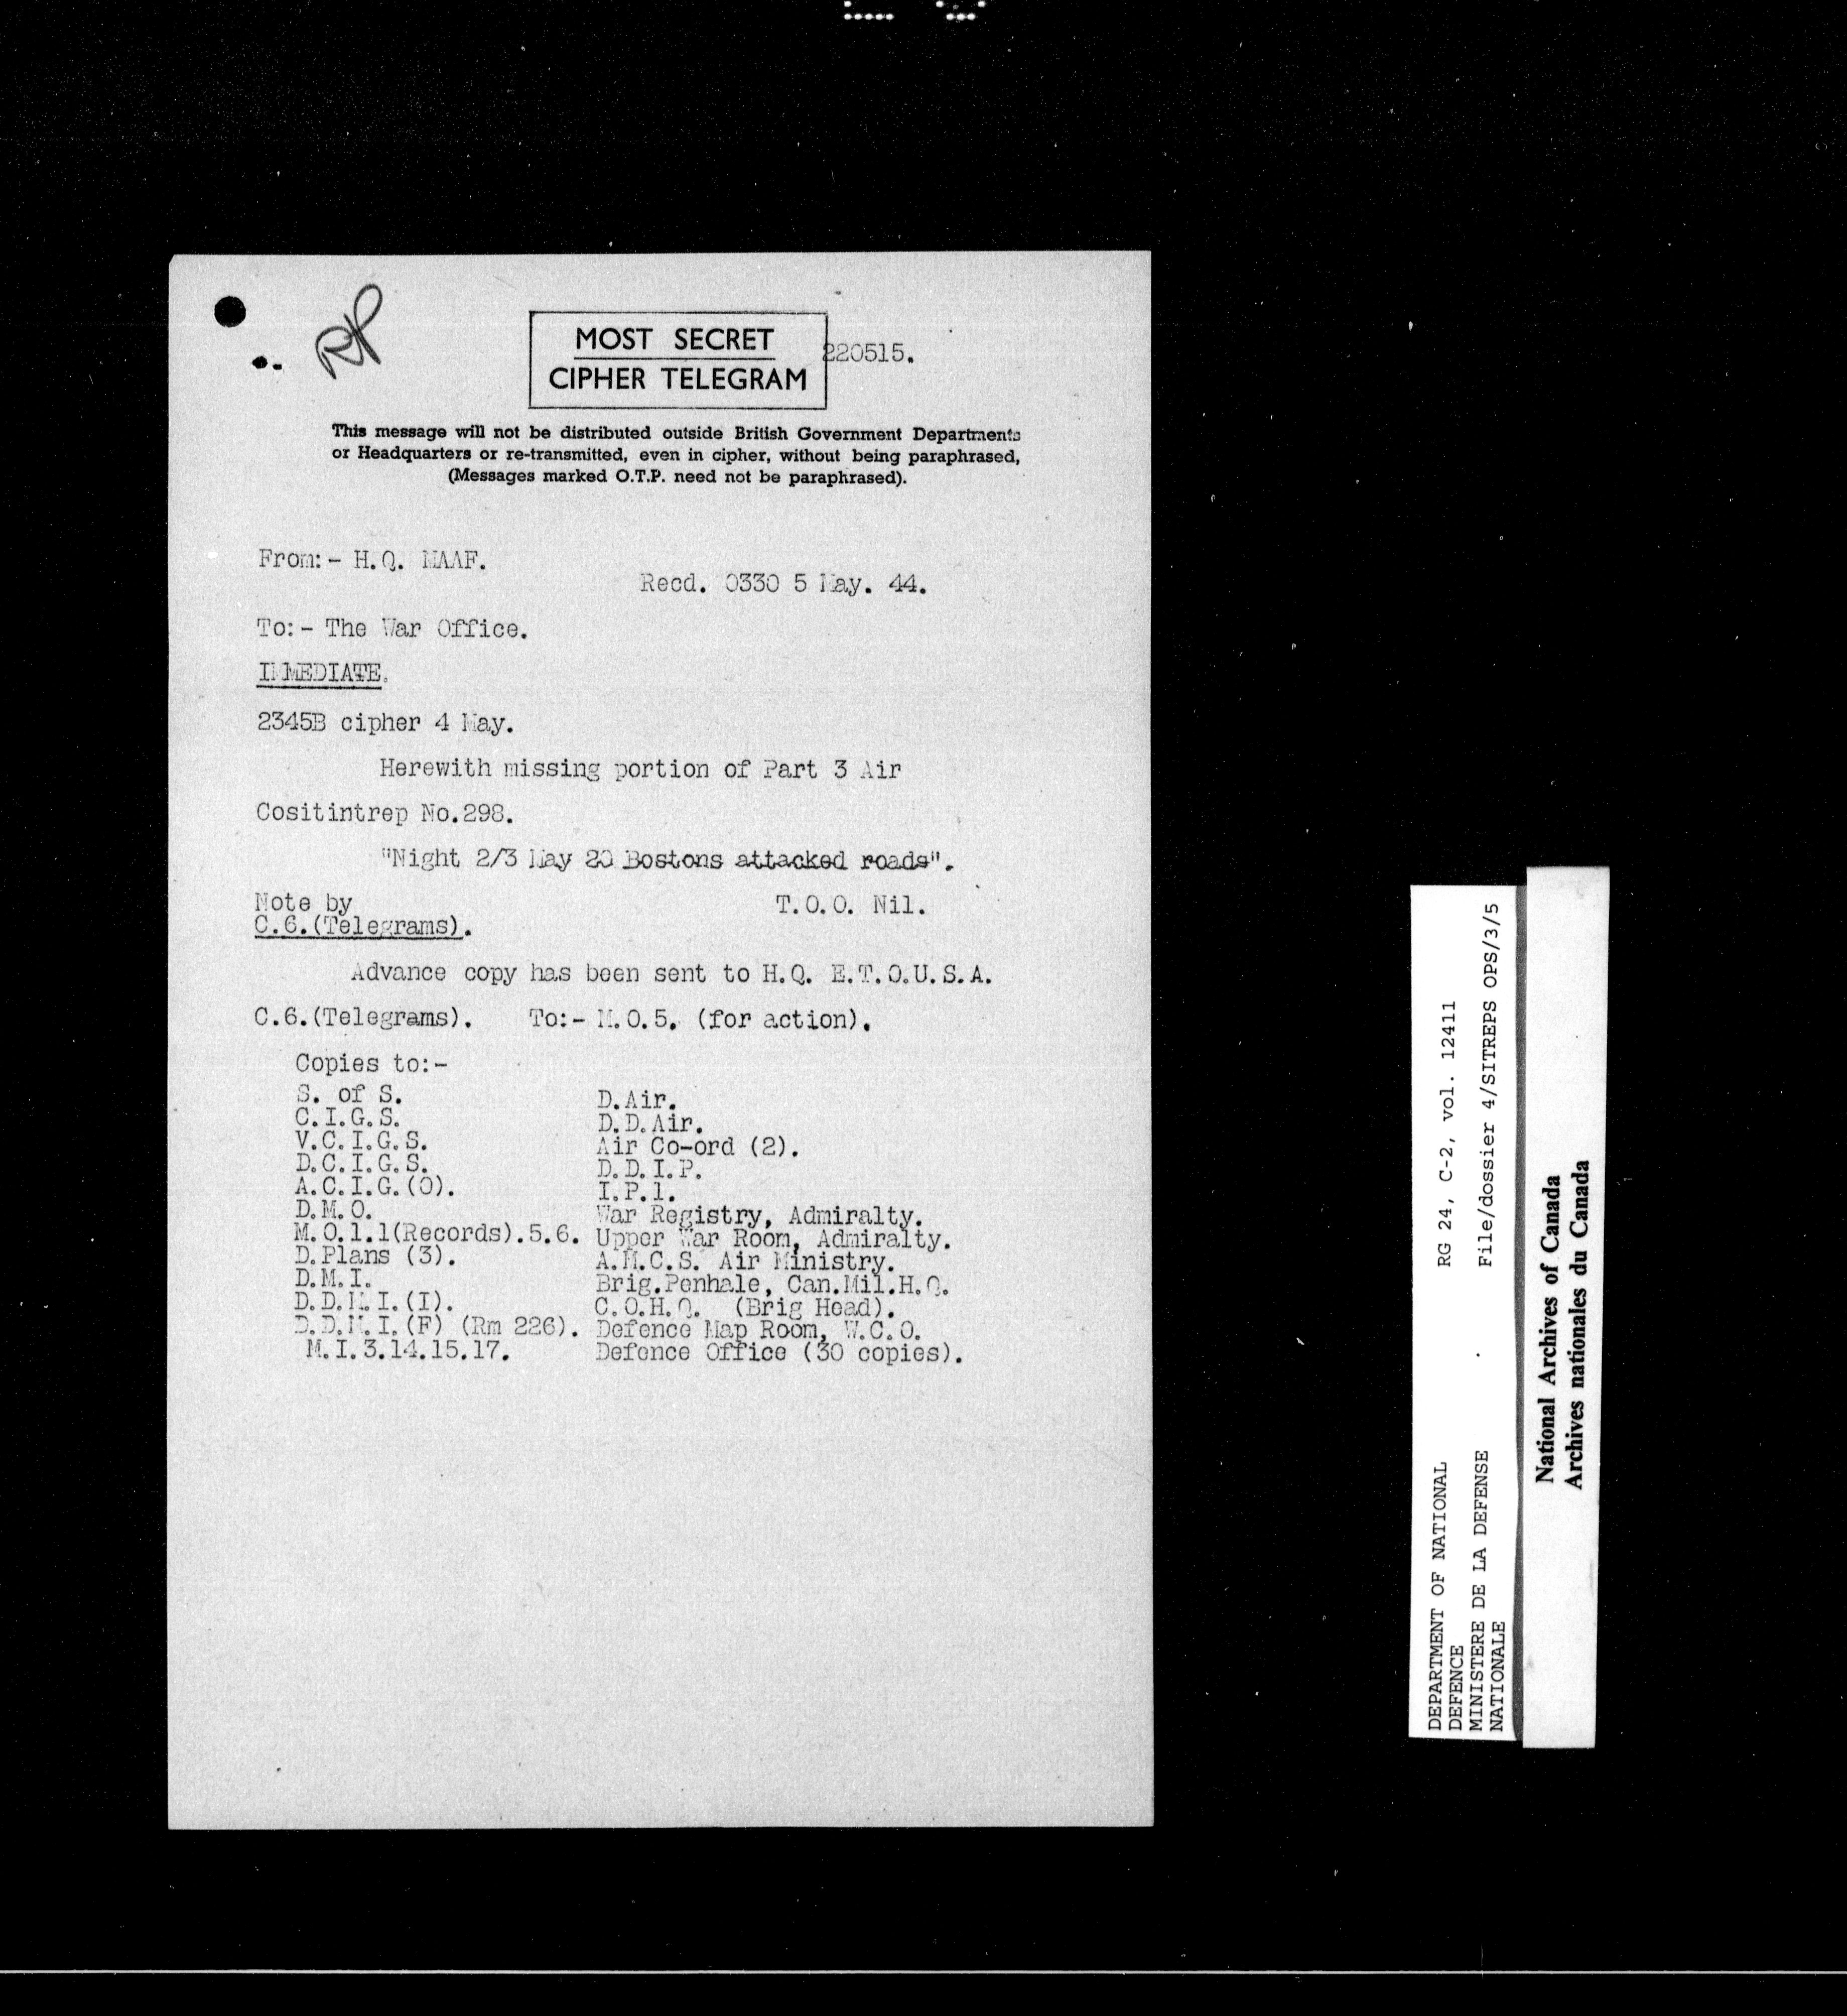 RP
MOST SECRET
CIPHER TELEGRAM
220515.
This message will not be distributed outside British Government Departments
or Headquarters or re-transmitted, even in cipher, without being paraphrased,
(Messages marked O.T.P. need not be paraphrased).
From:- H.Q. MAAF.
Recd. 0330 5 May. 44.
To:- The War Office.
IMMEDIATE.
2345B cipher 4 May.
Herewith missing portion of Part 3 Air
Cositintrep No.298.
"Night 2/3 May 20 Bostons attacked roads".
Note by T.O.O. Nil.
C.6.(Telegrams).
Advance copy has been sent to H.Q. E.T.O.U.S.A.
C.6.(Telegrams). To:- M.O.5. (for action).
Copies to:-
S. of S.
C.I.G.S.
V.C.I.G.S.
D.C.I.G.S.
A.C.I.G.(O).
D.M.O.
M.O.1.1(Records).5.6.
D.Plans (3).
D.M.I.
D.D.M.I.(I).
D.D.M.I.(F) (Rm 226).
M.I.3.14.15.17.
D.Air.
D.D.Air.
Air Co-ord (2).
D.D.I.P.
I.P.1.
War Registry, Admiralty.
Upper War Room, Admiralty.
A.M.C.S. Air Ministry.
Brig.Penhale, Can.Mil.H.Q.
C.O.H.Q. (Brig Head).
Defence Map Room, W.C.O.
Defence Office (30 copies).
DEPARTMENT OF NATIONAL
DEFENCE
MINISTERE DE LA DEFENSE
NATIONALE
RG 24, C-2, vol. 12411
File/dossier 4/SITREPS OPS/3/5
National Archives of Canada
Archives nationales du Canada